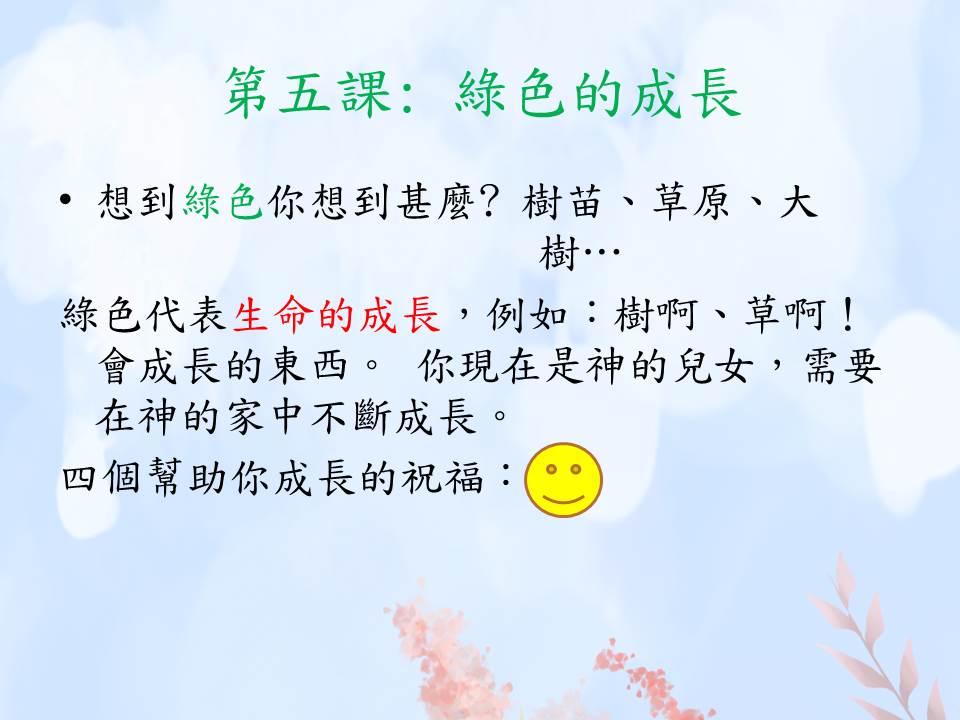 第五課: 綠色的成長
• 想到綠色你想到甚麼? 樹苗、草原、大
樹…
綠色代表生命的成長，例如：樹啊、草啊！
會成長的東西。 你現在是神的兒女，需要
在神的家中不斷成長。
四個幫助你成長的祝福：